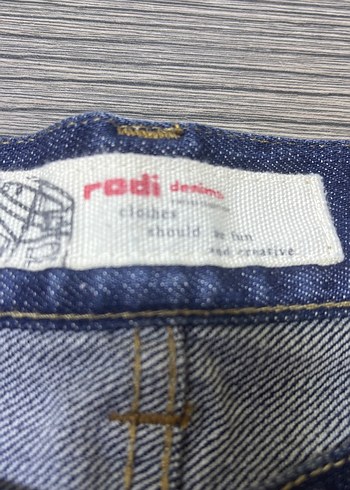 rodi denims
clothes
should be fun
and creative.